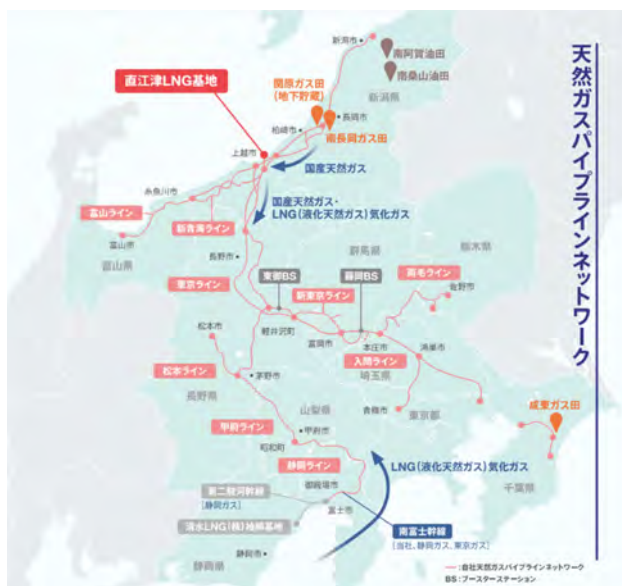 天然ガスパイプラインネットワーク
新潟市
南阿賀油田
南桑山油田
新潟県
関原ガス田
(地下貯蔵)
長岡市
直江津LNG基地
柏崎市
南長岡ガス田
上越市
国産天然ガス
糸魚川市
国産天然ガス・
LNG(液化天然ガス)気化ガス
富山ライン
新青海ライン
富山市
富山県
長野市
群馬県
栃木県
東京ライン
東御BS
藤岡BS
両毛ライン
佐野市
新東京ライン
松本市
軽井沢町
富岡市
本庄市
鴻巣市
入間ライン
松本ライン
茅野市
埼玉県
長野県
山梨県
青梅市
東京都
成東ガス田
甲府ライン
甲府市
昭和町
静岡ライン
LNG(液化天然ガス)気化ガス
千葉県
御殿場市
第二駿河幹線
[静岡ガス]
富士市
南富士幹線
[当社、静岡ガス、東京ガス]
清水LNG(株)袖師基地
静岡市
静岡県
:自社天然ガスパイプラインネットワーク
BS:ブースターステーション